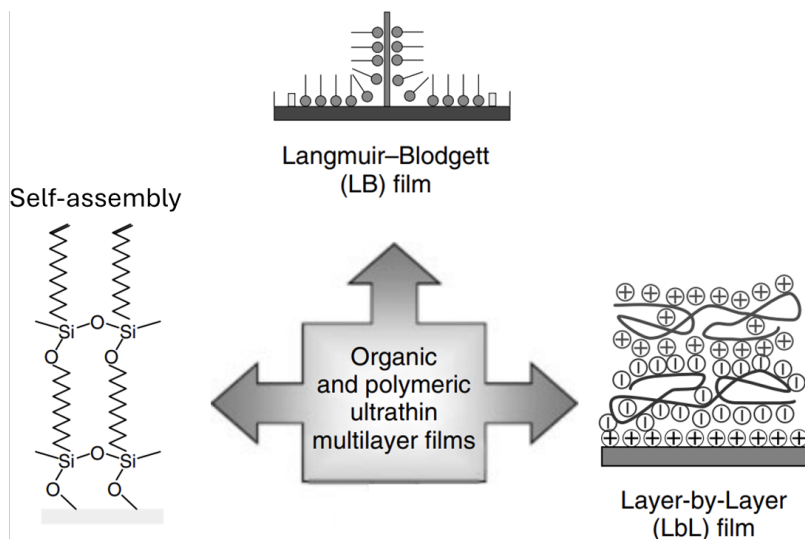 Langmuir–Blodgett
(LB) film
Self-assembly
Si O Si
O O
Organic
and polymeric
ultrathin
multilayer films
Si O Si
O O
Layer-by-Layer
(LbL) film